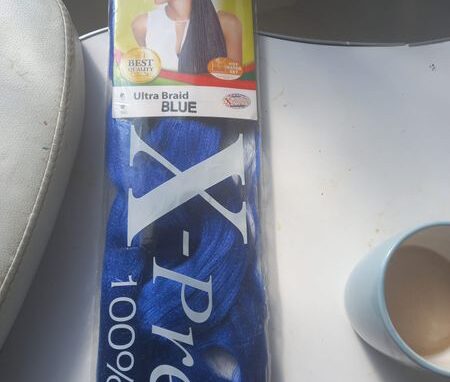 BEST
QUALITY
Ultra Braid
BLUE
X-Pre
100%